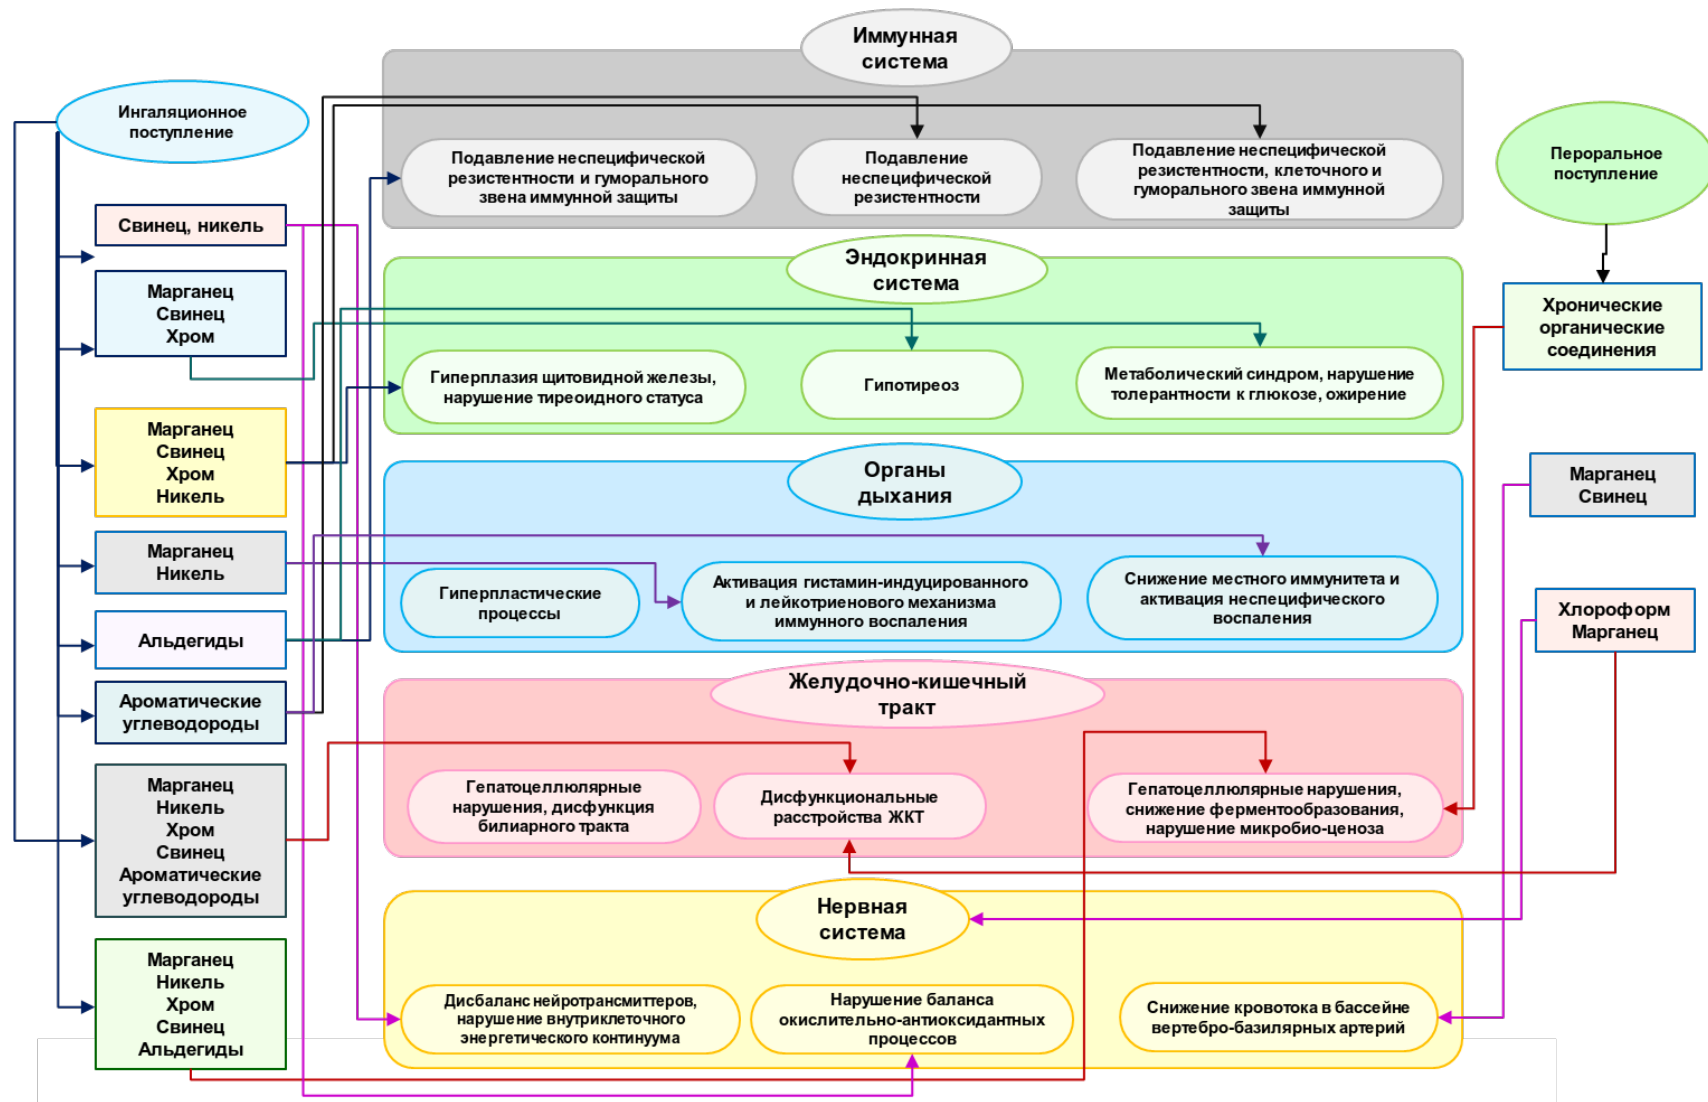 Иммунная
система
Ингаляционное
поступление
Подавление неспецифической
резистентности и гуморального
звена иммунной защиты
Подавление
неспецифической
резистентности
Подавление неспецифической
резистентности, клеточного и
гуморального звена иммунной
защиты
Пероральное
поступление
Свинец, никель
Эндокринная
система
Марганец
Свинец
Хром
Хронические
органические
соединения
Гиперплазия щитовидной железы,
нарушение тиреоидного статуса
Гипотиреоз
Метаболический синдром, нарушение
толерантности к глюкозе, ожирение
Марганец
Свинец
Хром
Никель
Органы
дыхания
Марганец
Свинец
Марганец
Никель
Гиперпластические
процессы
Активация гистамин-индуцированного
и лейкотриенового механизма
иммунного воспаления
Снижение местного иммунитета и
активация неспецифического
воспаления
Хлороформ
Марганец
Альдегиды
Ароматические
углеводороды
Желудочно-кишечный
тракт
Марганец
Никель
Хром
Свинец
Ароматические
углеводороды
Гепатоцеллюлярные
нарушения, дисфункция
билиарного тракта
Дисфункциональные
расстройства ЖКТ
Гепатоцеллюлярные нарушения,
снижение ферментообразования,
нарушение микробио-ценоза
Нервная
система
Марганец
Никель
Хром
Свинец
Альдегиды
Дисбаланс нейротрансмиттеров,
нарушение внутриклеточного
энергетического континуума
Нарушение баланса
окислительно-антиоксидантных
процессов
Снижение кровотока в бассейне
вертебро-базилярных артерий